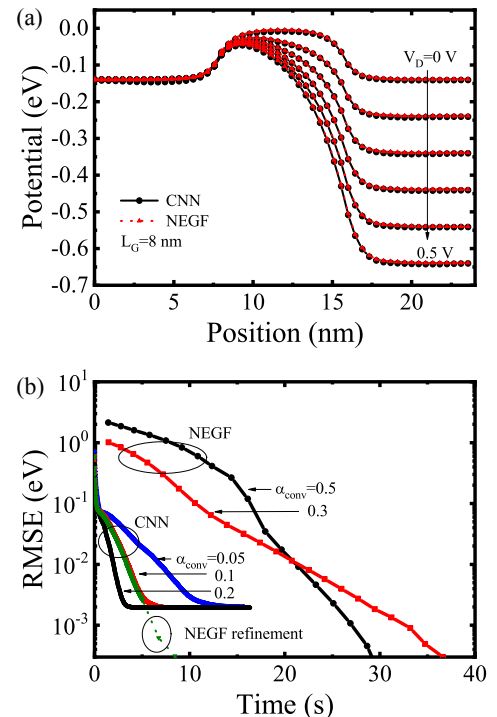 (a)
0.0
-0.1
-0.2
-0.3
-0.4
-0.5
-0.6
-0.7
Potential (eV)
V_D=0 V
0.5 V
CNN
NEGF
L_G=8 nm
0 5 10 15 20
Position (nm)
(b)
10^1
10^0
10^-1
10^-2
10^-3
RMSE (eV)
NEGF
α_conv=0.5
0.3
CNN
α_conv=0.05
0.1
0.2
NEGF refinement
0 10 20 30 40
Time (s)